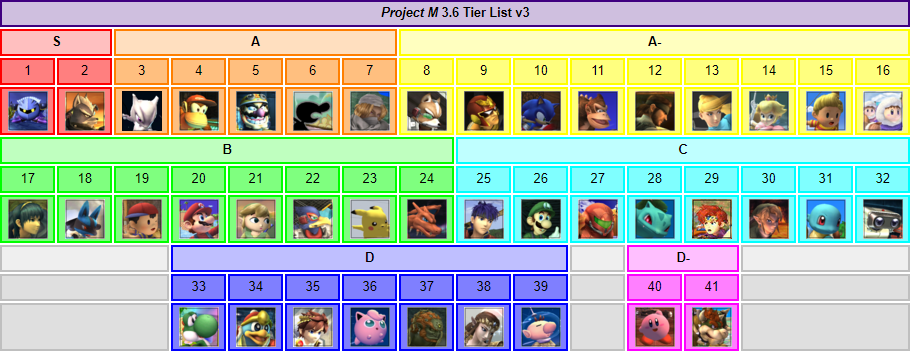 Project M 3.6 Tier List v3
S A A-
1 2 3 4 5 6 7 8 9 10 11 12 13 14 15 16
B C
17 18 19 20 21 22 23 24 25 26 27 28 29 30 31 32
D D-
33 34 35 36 37 38 39 40 41